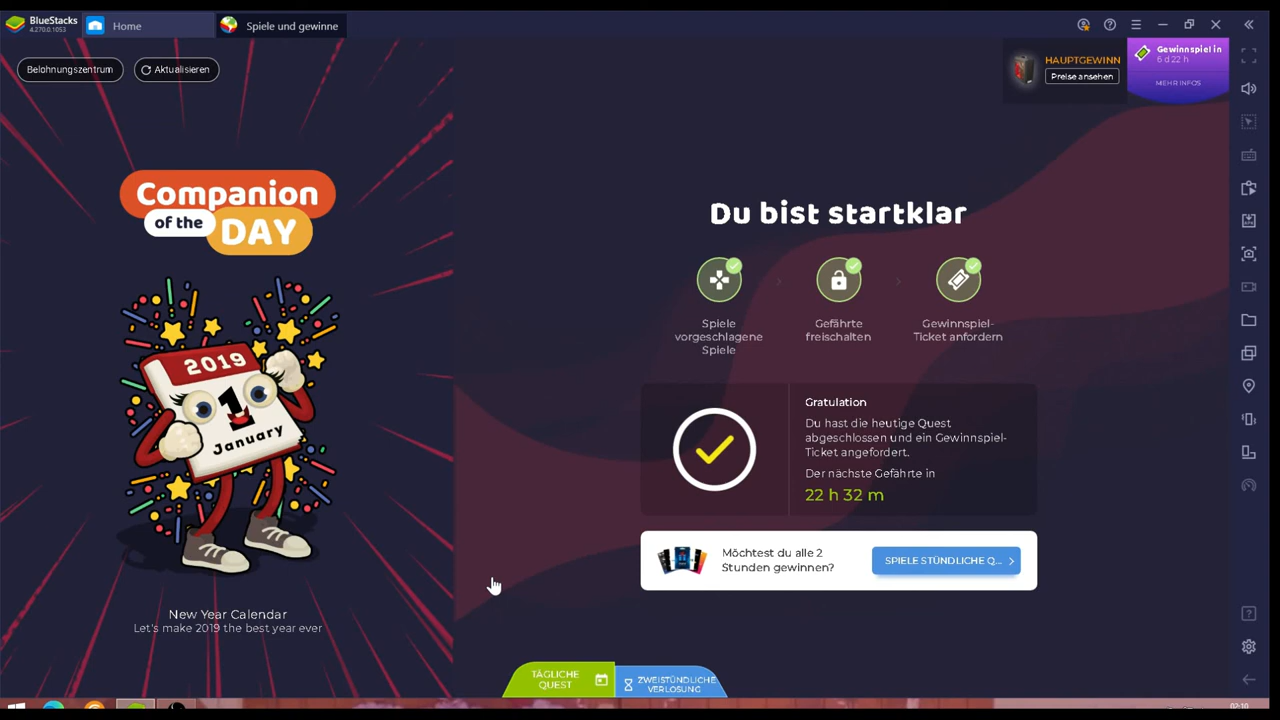 BlueStacks
4.270.0.1053
Home
Spiele und gewinne
Belohnungszentrum
Aktualisieren
HAUPTGEWINN
Preise ansehen
Gewinnspiel in
6 d 22 h
MEHR INFOS
Companion
of the
DAY
2019
1
January
New Year Calendar
Let's make 2019 the best year ever
Du bist startklar
Spiele
vorgeschlagene
Spiele
Gefährte
freischalten
Gewinnspiel-
Ticket anfordern
Gratulation
Du hast die heutige Quest
abgeschlossen und ein Gewinnspiel-
Ticket angefordert.
Der nächste Gefährte in
22 h 32 m
Möchtest du alle 2
Stunden gewinnen?
SPIELE STÜNDLICHE Q...
TÄGLICHE
QUEST
ZWEISTÜNDLICHE
VERLOSUNG
02:10